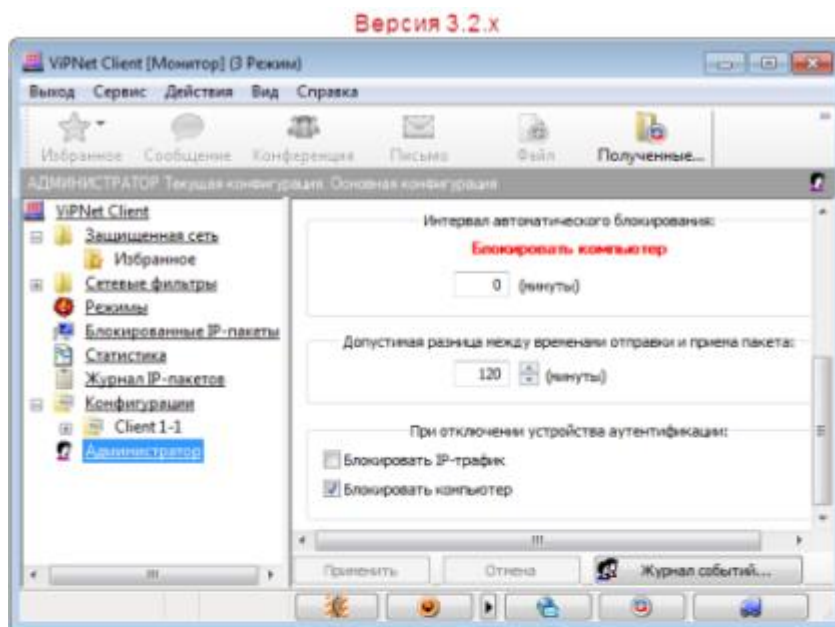 Версия 3.2.x
ViPNet Client [Монитор] (3 Режим)
Выход Сервис Действия Вид Справка
Избранное Сообщение Конференция Письмо Файл Полученные...
АДМИНИСТРАТОР Текущая конфигурация: Основная конфигурация
ViPNet Client
Защищенная сеть
Избранное
Сетевые фильтры
Режимы
Блокированные IP-пакеты
Статистика
Журнал IP-пакетов
Конфигурации
Client 1-1
Администратор
Интервал автоматического блокирования:
Блокировать компьютер
0 (минуты)
Допустимая разница между временами отправки и приема пакета:
120 (минуты)
При отключении устройства аутентификации:
Блокировать IP-трафик
Блокировать компьютер
Применить Отмена Журнал событий...